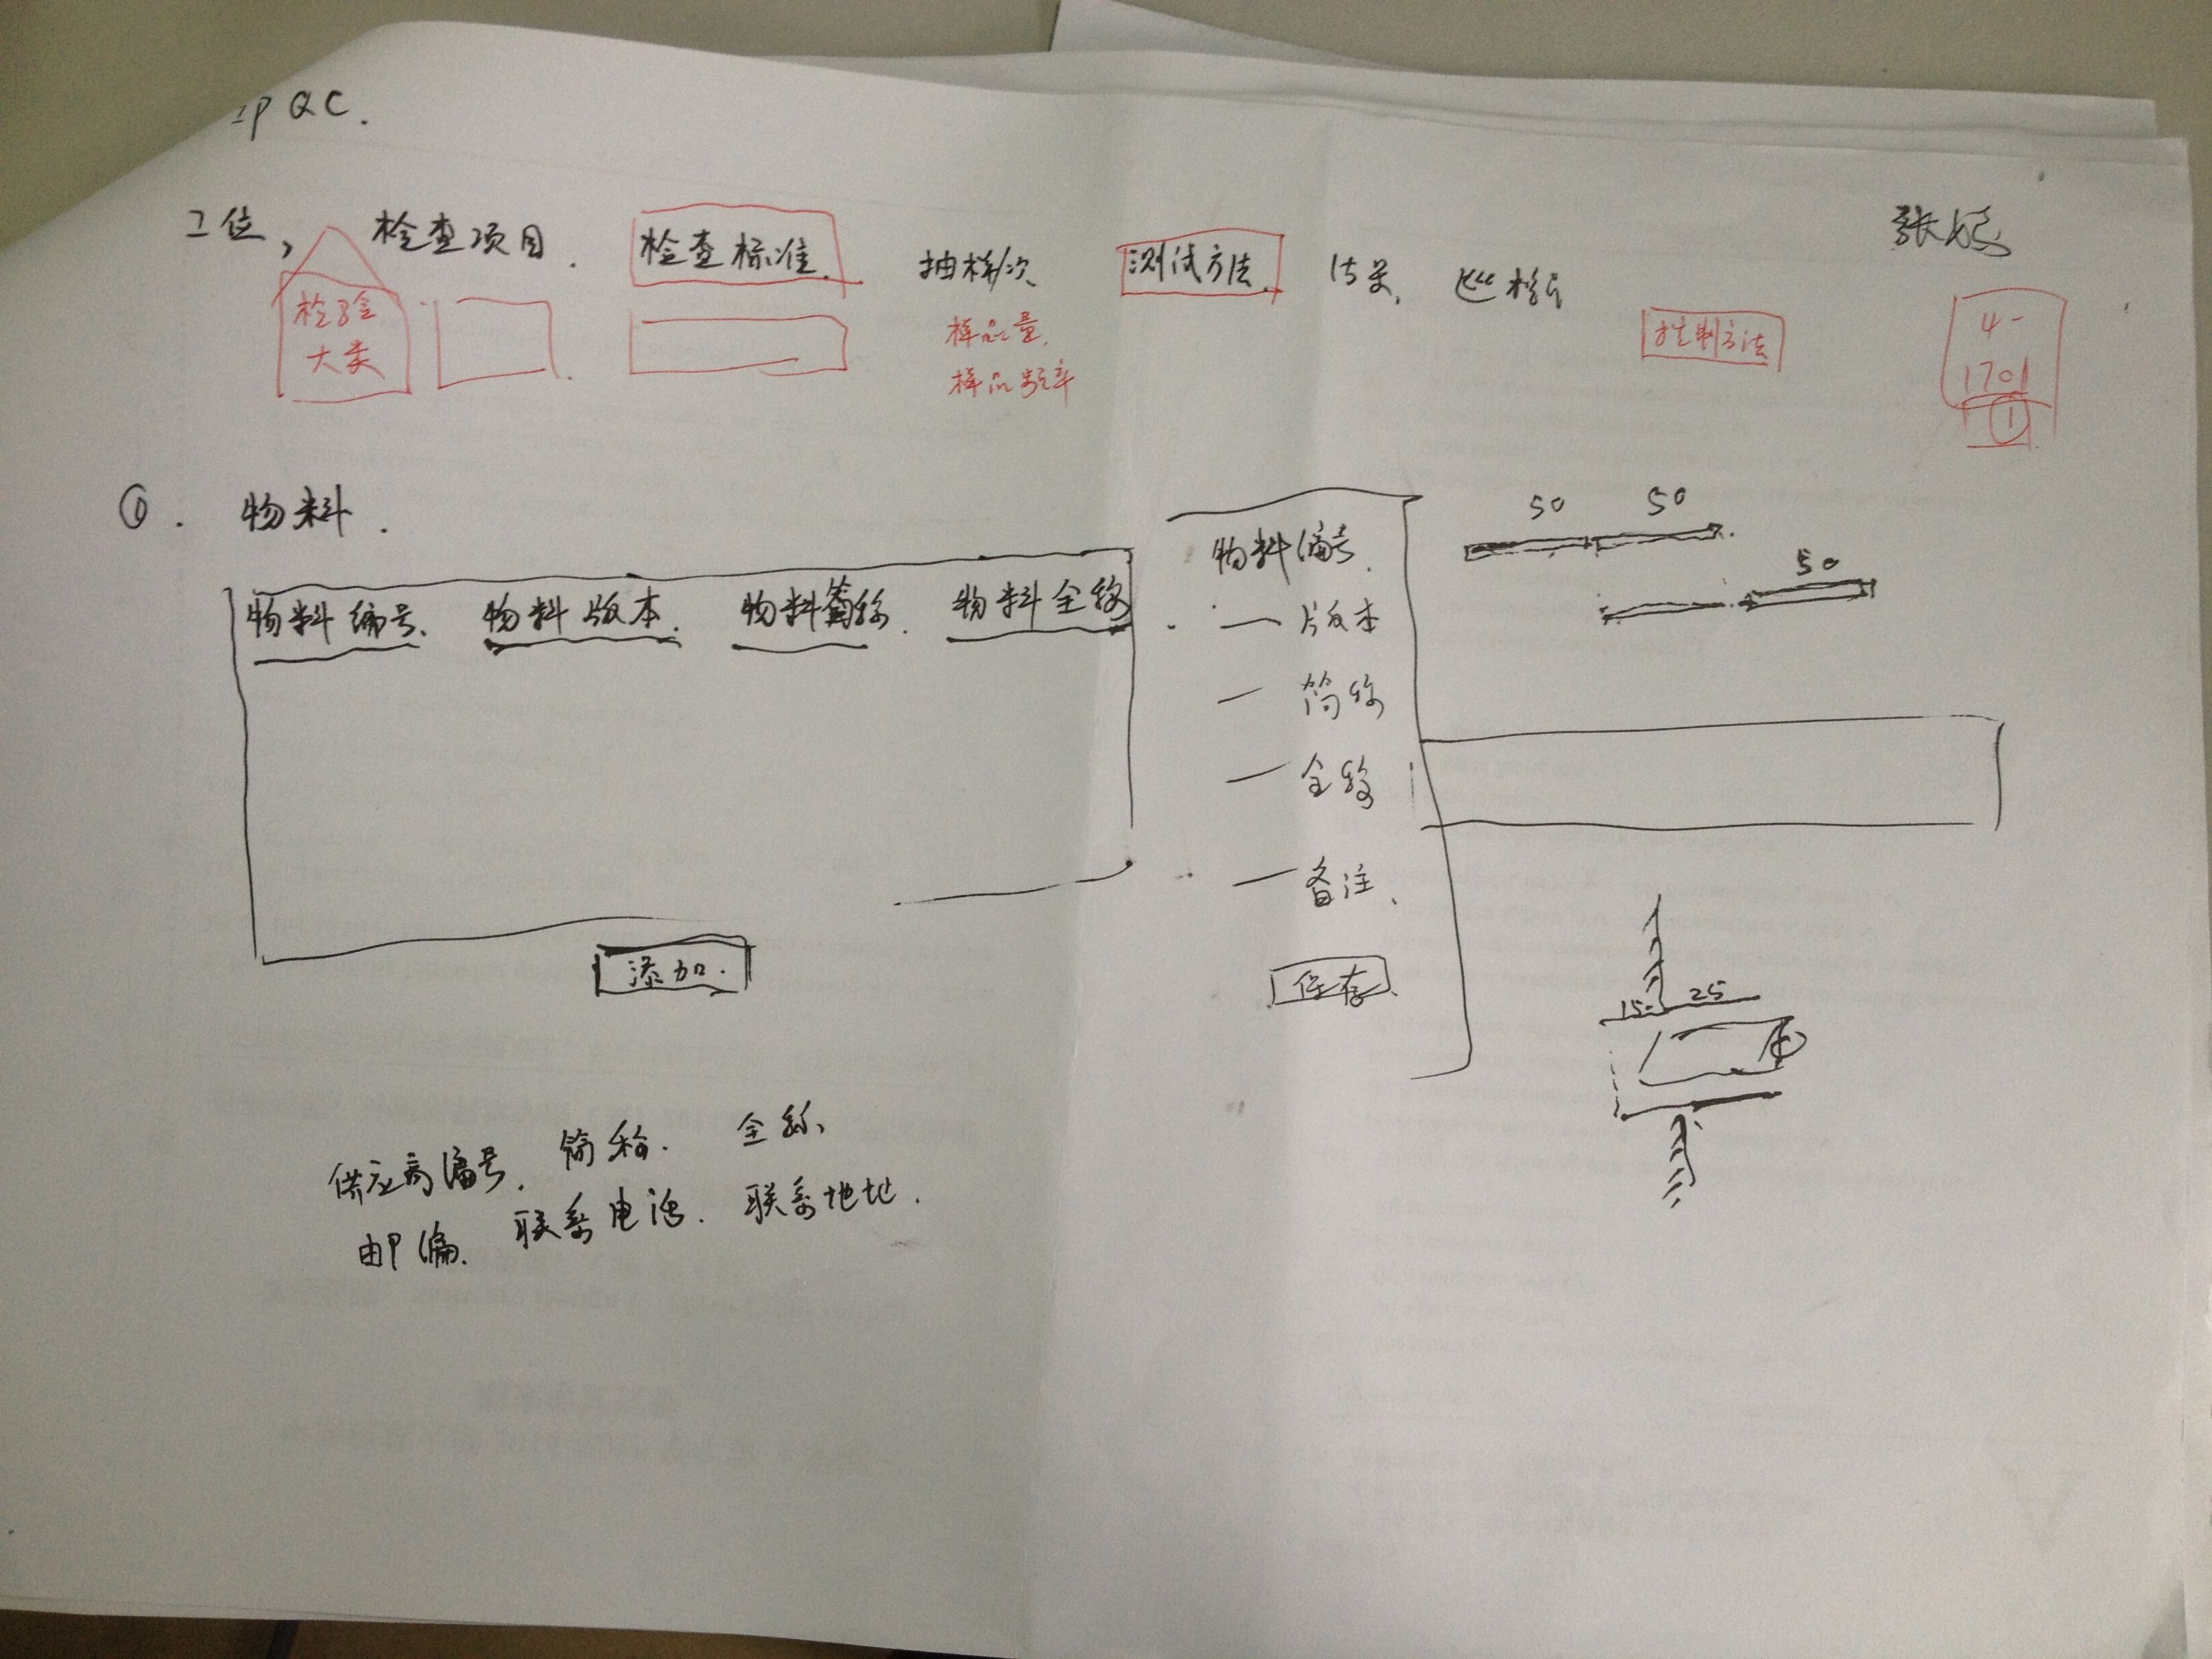 IPQC.
工位, 检查项目. 检查标准. 抽样/次 测试方法. 结果. 巡检
检验
大类
样品量.
样品频率
控制方法
4-
1701
1
①. 物料.
物料编号. 物料版本. 物料简称. 物料全称
添加.
物料编号.
— 版本
— 简称
— 全称
— 备注.
保存
50 50
50
15 25
供应商编号. 简称. 全称
邮编. 联系电话. 联系地址.